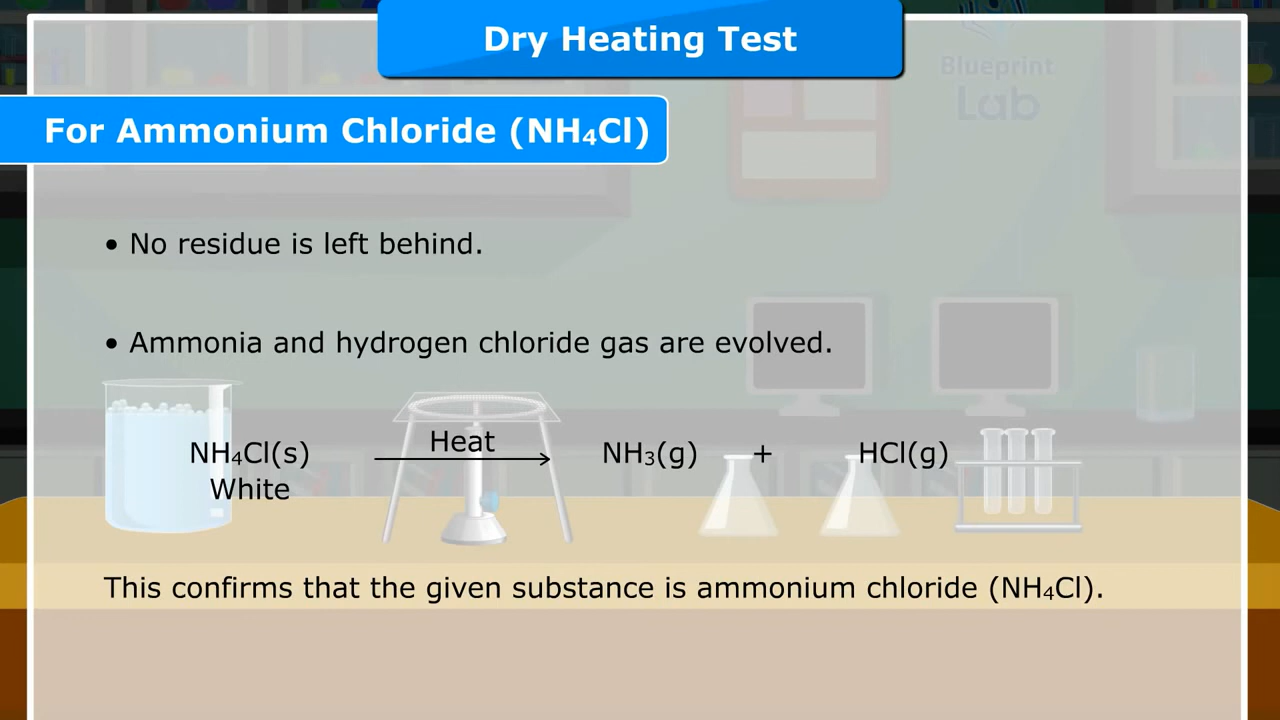 Dry Heating Test
Blueprint
Lab
For Ammonium Chloride (NH₄Cl)
• No residue is left behind.
• Ammonia and hydrogen chloride gas are evolved.
Heat
NH₄Cl(s) NH₃(g) + HCl(g)
White
This confirms that the given substance is ammonium chloride (NH₄Cl).